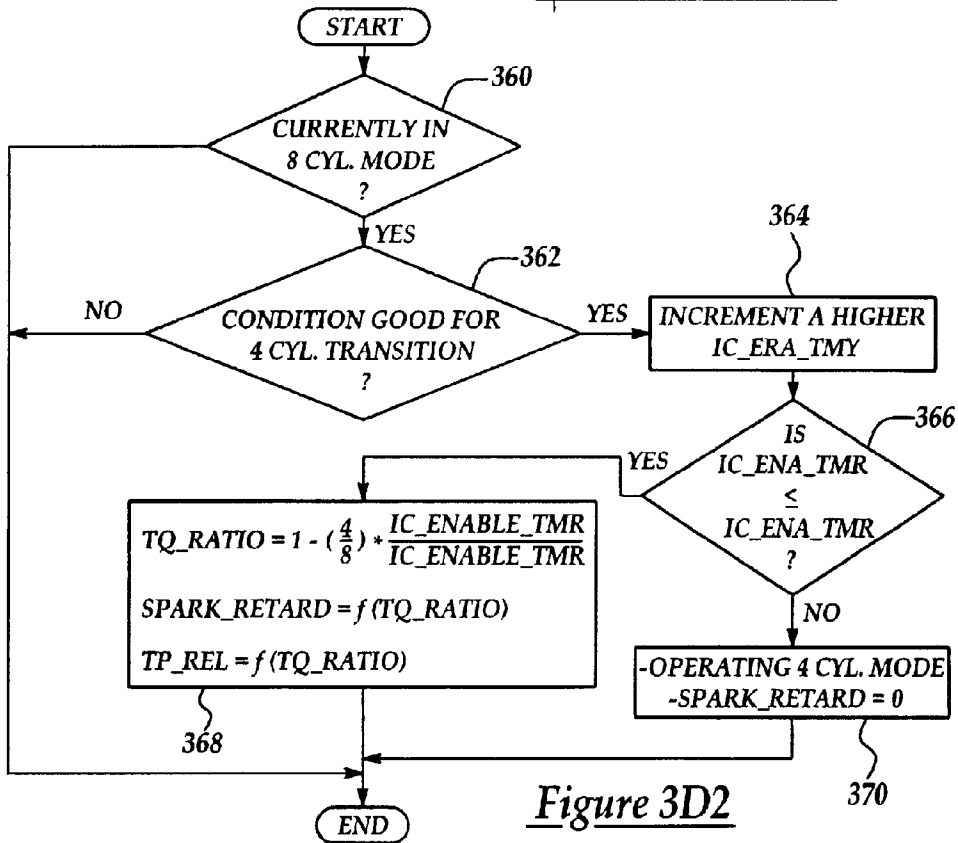 START
360
CURRENTLY IN
8 CYL. MODE
?
YES
362
CONDITION GOOD FOR
4 CYL. TRANSITION
?
NO
YES
364
INCREMENT A HIGHER
IC_ERA_TMY
366
IS
IC_ENA_TMR
≤
IC_ENA_TMR
?
YES
NO
TQ_RATIO = 1 - (4/8) * IC_ENABLE_TMR/IC_ENABLE_TMR
SPARK_RETARD = f (TQ_RATIO)
TP_REL = f (TQ_RATIO)
368
-OPERATING 4 CYL. MODE
-SPARK_RETARD = 0
370
END
Figure 3D2